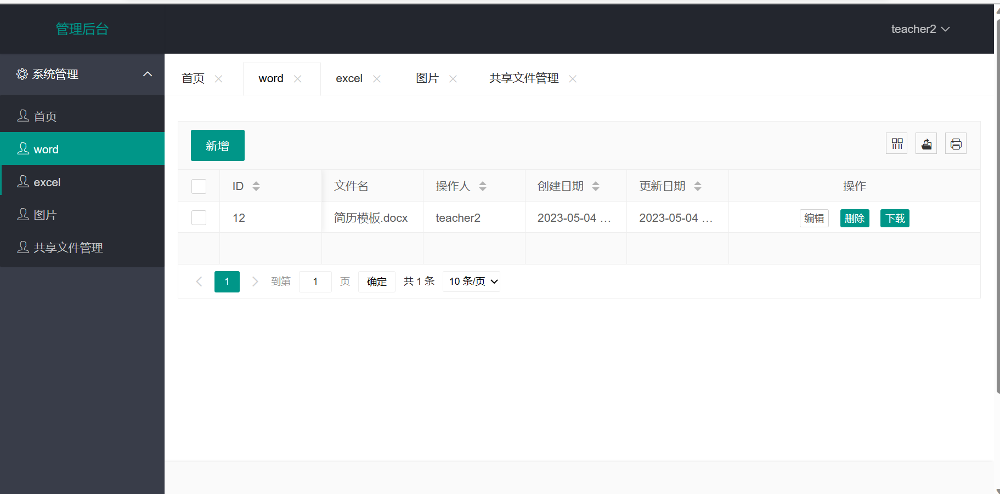 管理后台
teacher2
系统管理
首页
word
excel
图片
共享文件管理
首页 word excel 图片 共享文件管理
新增
ID 文件名 操作人 创建日期 更新日期 操作
12 简历模板.docx teacher2 2023-05-04 ... 2023-05-04 ... 编辑 删除 下载
1 到第 1 页 确定 共 1 条 10 条/页